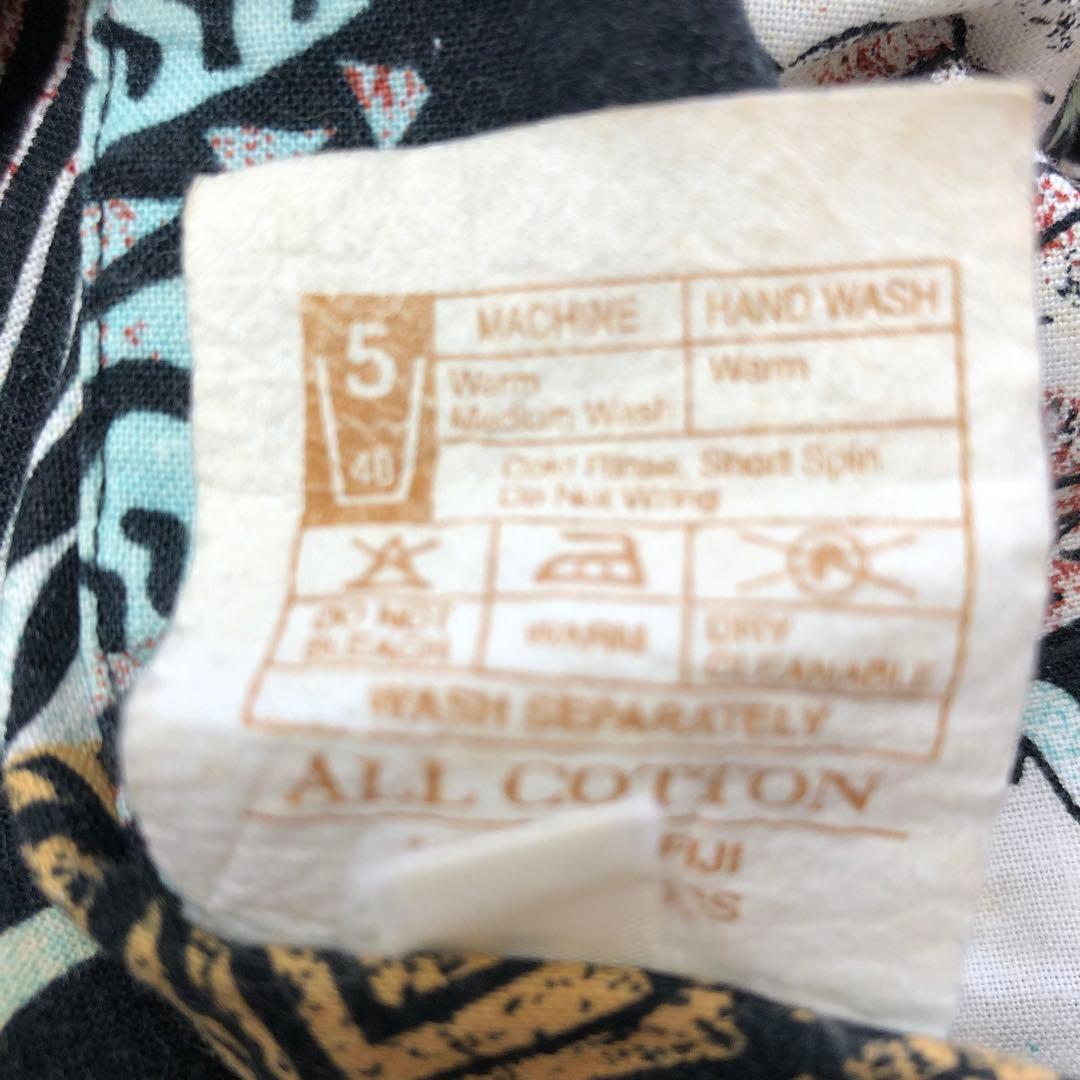 5 MACHINE HAND WASH
Warm Warm
Medium Wash
40 Cold Rinse, Short Spin
Do Not Wring
A
DO NOT WARM DRY
BLEACH CLEANABLE
WASH SEPARATELY
ALL COTTON
FIJI